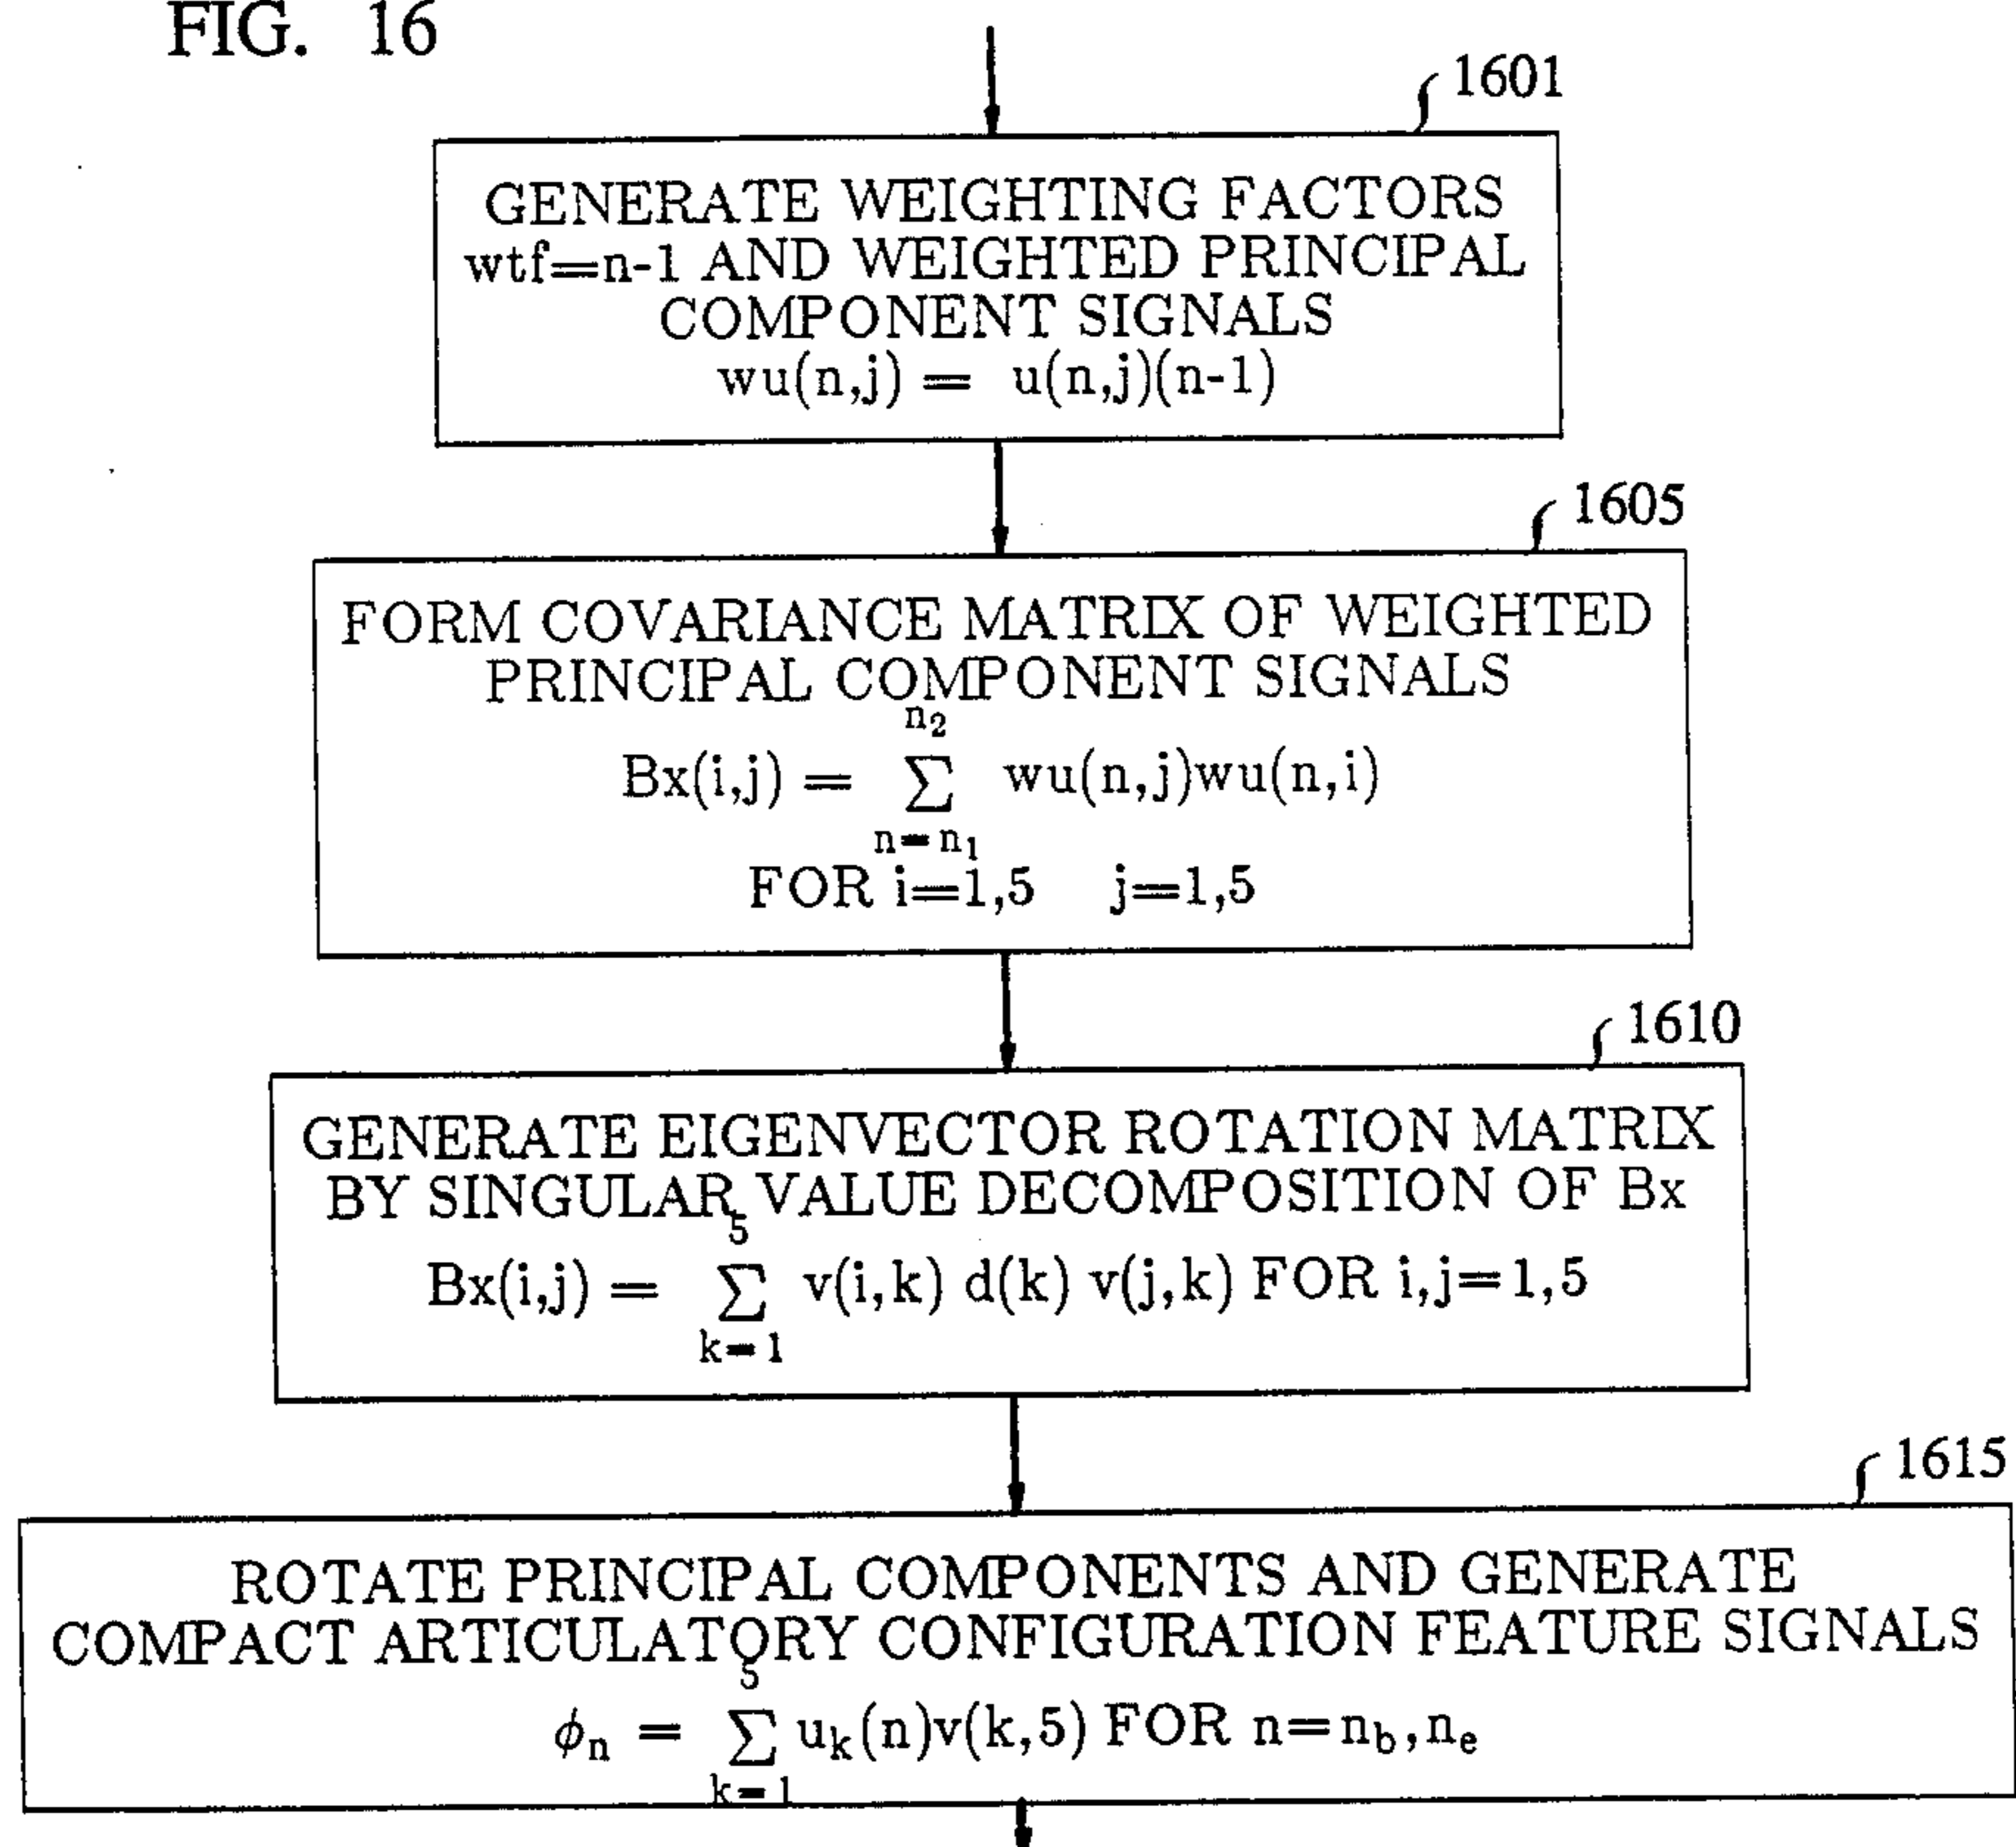 FIG. 16
1601
GENERATE WEIGHTING FACTORS
wtf=n-1 AND WEIGHTED PRINCIPAL
COMPONENT SIGNALS
wu(n,j) = u(n,j)(n-1)
1605
FORM COVARIANCE MATRIX OF WEIGHTED
PRINCIPAL COMPONENT SIGNALS
n₂
Bx(i,j) = Σ wu(n,j)wu(n,i)
n=n₁
FOR i=1,5 j=1,5
1610
GENERATE EIGENVECTOR ROTATION MATRIX
BY SINGULAR VALUE DECOMPOSITION OF Bx
5
Bx(i,j) = Σ v(i,k) d(k) v(j,k) FOR i,j=1,5
k=1
1615
ROTATE PRINCIPAL COMPONENTS AND GENERATE
COMPACT ARTICULATORY CONFIGURATION FEATURE SIGNALS
5
ϕₙ = Σ uₖ(n)v(k,5) FOR n=n_b,n_e
k=1